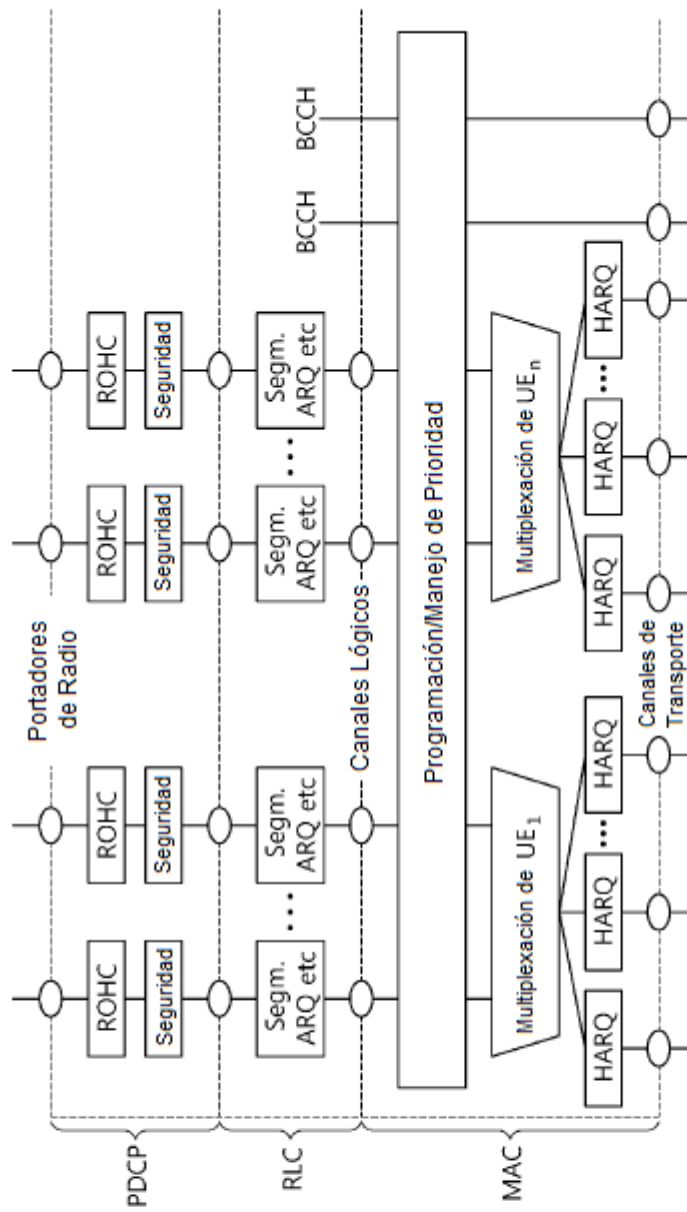 Portadores
de Radio
PDCP
ROHC
ROHC
ROHC
ROHC
Seguridad
Seguridad
Seguridad
Seguridad
RLC
Segm.
ARQ etc
...
Segm.
ARQ etc
Segm.
ARQ etc
...
Segm.
ARQ etc
BCCH
BCCH
Canales Lógicos
MAC
Programación/Manejo de Prioridad
Multiplexación de UE₁
Multiplexación de UEₙ
HARQ
HARQ
...
HARQ
HARQ
HARQ
...
HARQ
Canales de
Transporte